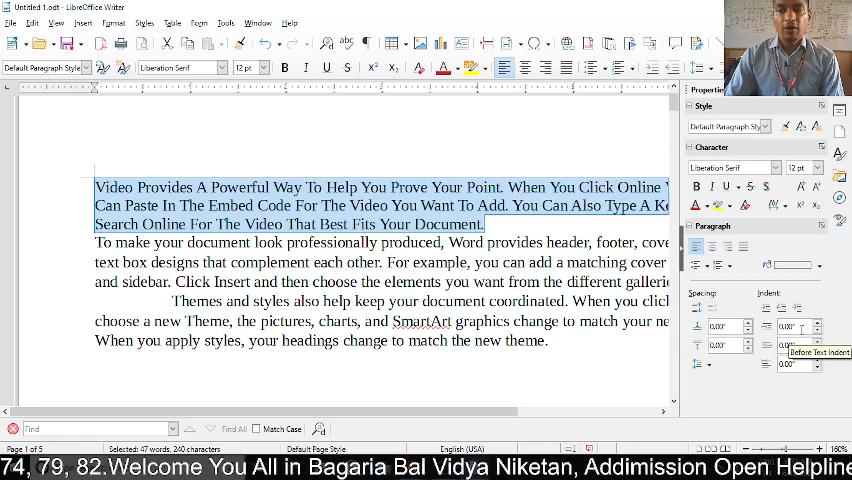 Untitled 1.odt - LibreOffice Writer
File Edit View Insert Format Styles Table Form Tools Window Help
Default Paragraph Style Liberation Serif 12 pt B I U S X² X₂
Properties
Style
Default Paragraph Sty
Character
Liberation Serif 12 pt
B I U S S
Paragraph
Spacing: Indent:
0.00" 0.00"
0.00" 0.00"
Before Text Indent
0.00"
Video Provides A Powerful Way To Help You Prove Your Point. When You Click Online V
Can Paste In The Embed Code For The Video You Want To Add. You Can Also Type A Ke
Search Online For The Video That Best Fits Your Document.
To make your document look professionally produced, Word provides header, footer, cove
text box designs that complement each other. For example, you can add a matching cover
and sidebar. Click Insert and then choose the elements you want from the different gallerie
Themes and styles also help keep your document coordinated. When you click
choose a new Theme, the pictures, charts, and SmartArt graphics change to match your ne
When you apply styles, your headings change to match the new theme.
Find Find All Match Case
Page 1 of 5 Selected: 47 words, 240 characters Default Page Style English (USA) 160%
74, 79, 82.Welcome You All in Bagaria Bal Vidya Niketan, Addimission Open Helpline